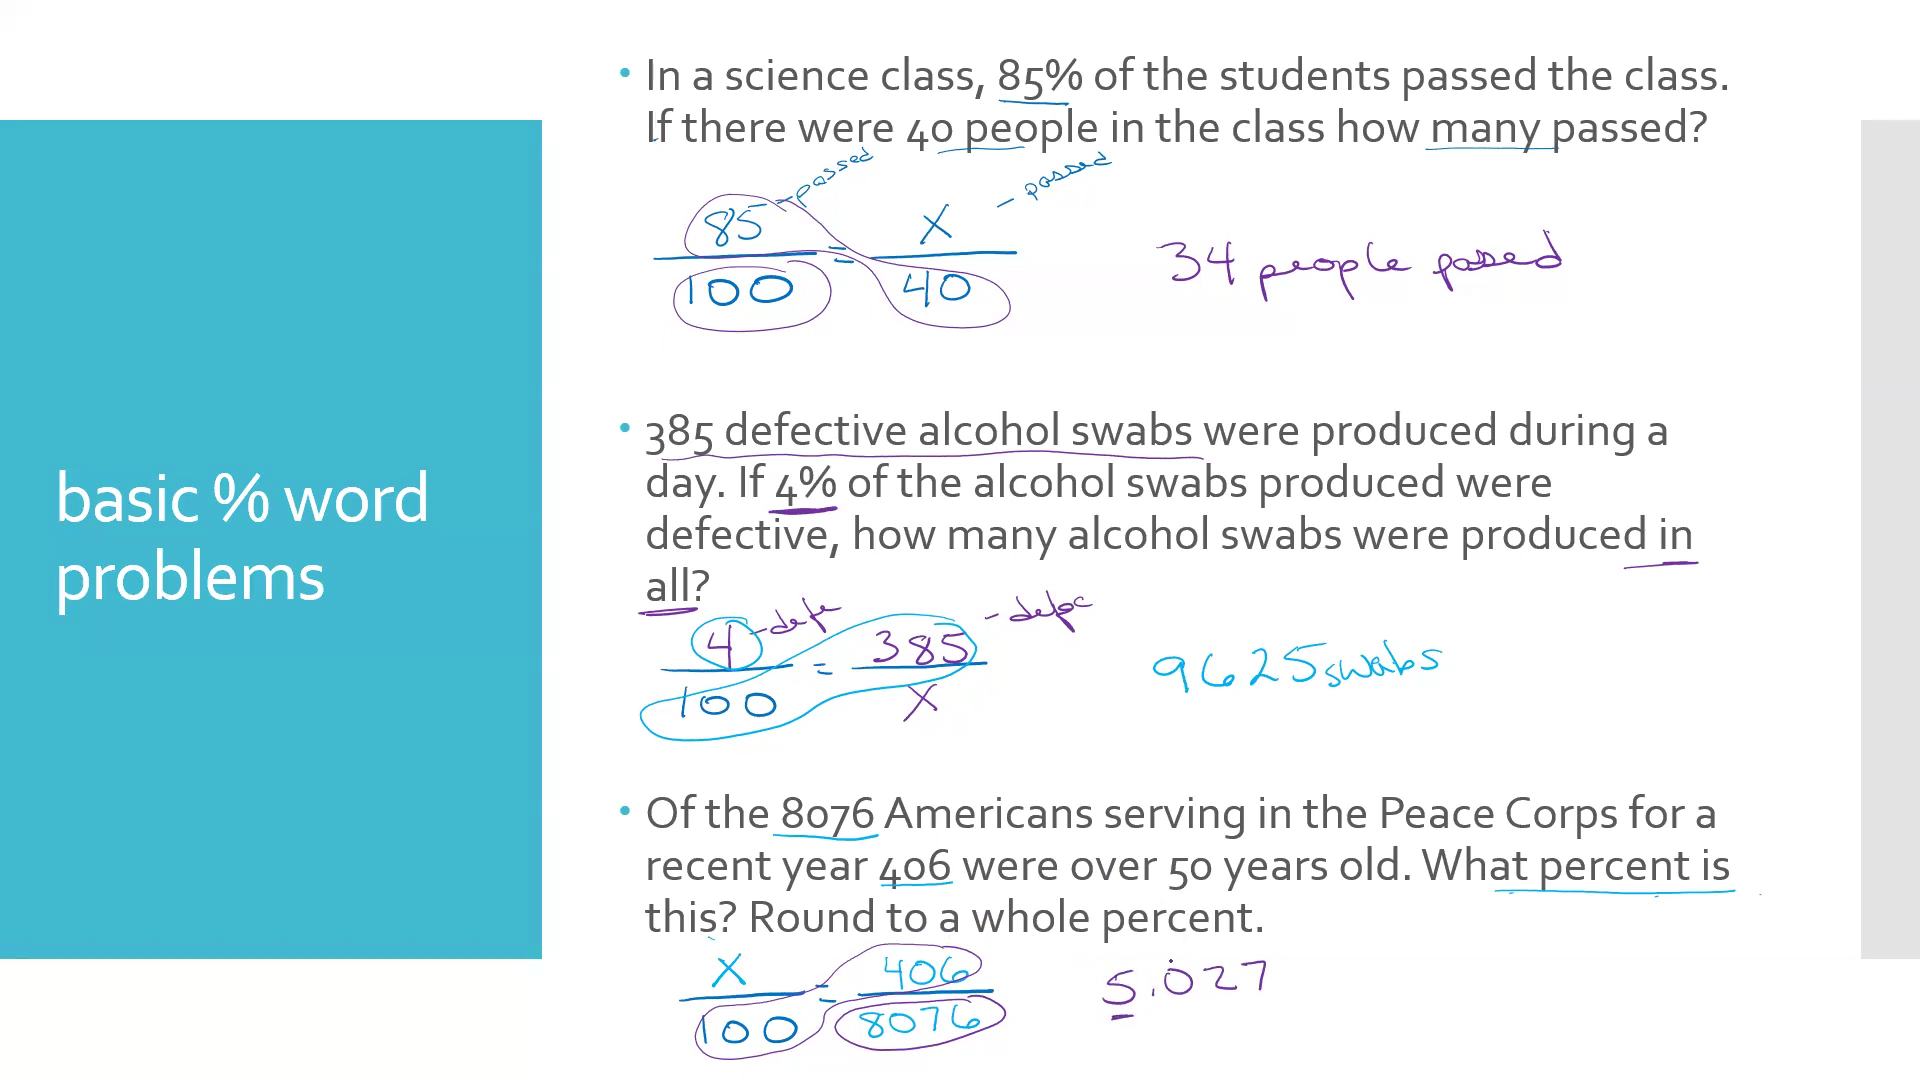 basic % word
problems
• In a science class, 85% of the students passed the class.
If there were 40 people in the class how many passed?
- passed
- passed
85 = X
100 40
34 people passed
• 385 defective alcohol swabs were produced during a
day. If 4% of the alcohol swabs produced were
defective, how many alcohol swabs were produced in
all?
- defe
- defec
4 = 385
100 X
9625 swabs
• Of the 8076 Americans serving in the Peace Corps for a
recent year 406 were over 50 years old. What percent is
this? Round to a whole percent.
X = 406
100 8076
5.027